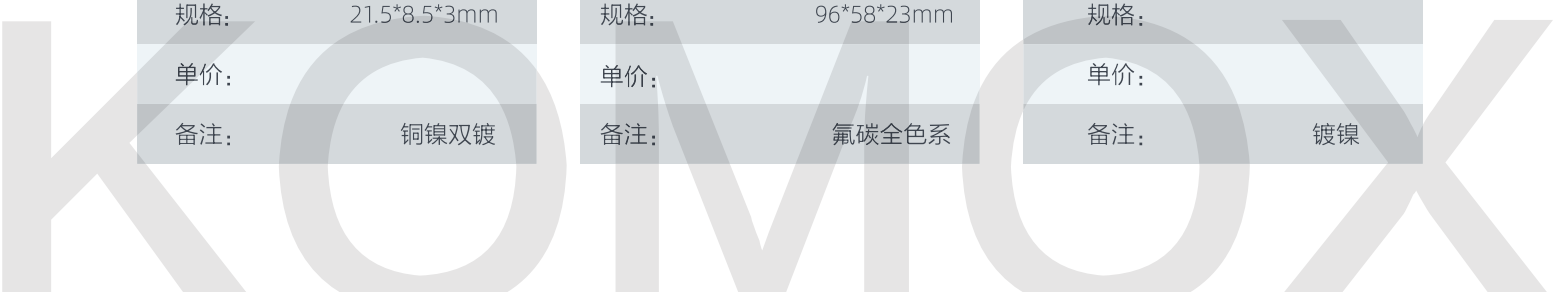 规格: 21.5*8.5*3mm
单价:
备注: 铜镍双镀
规格: 96*58*23mm
单价:
备注: 氟碳全色系
规格:
单价:
备注: 镀镍
KOMOX